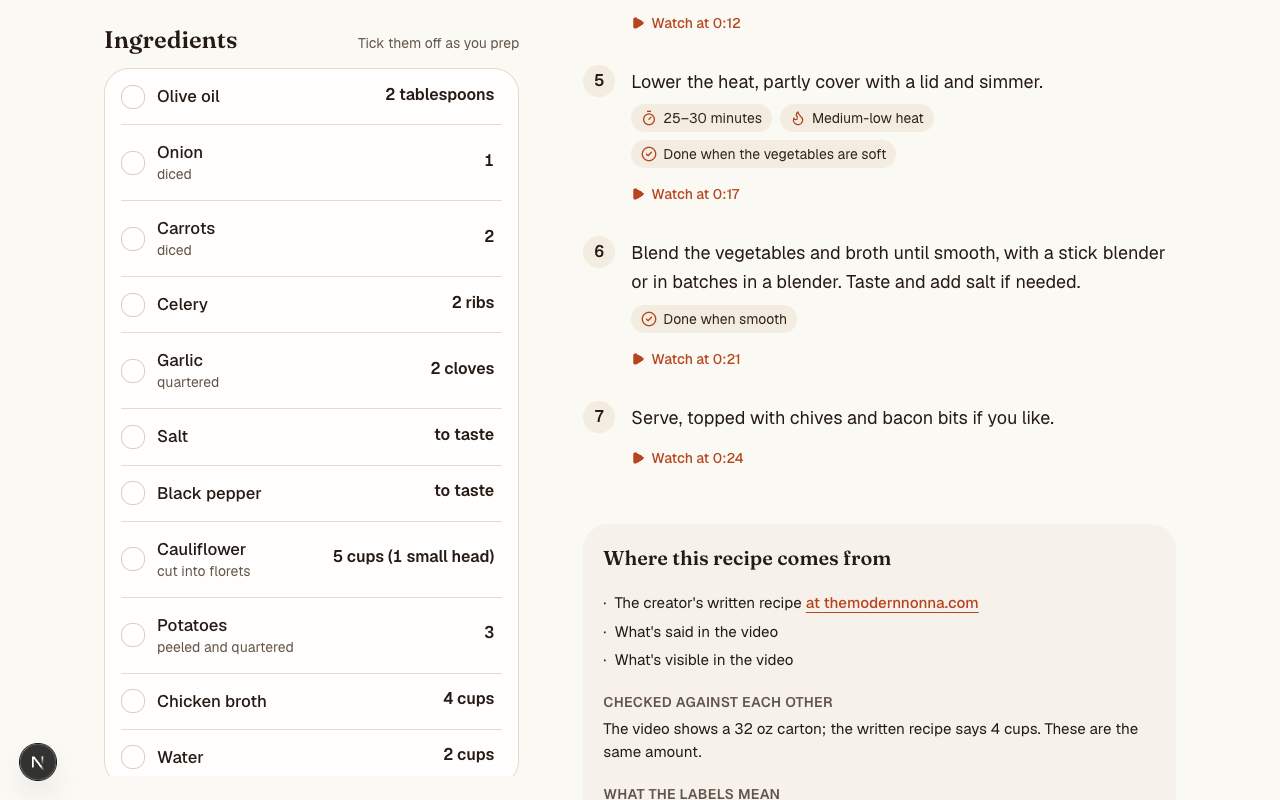 Ingredients
Tick them off as you prep
Olive oil
2 tablespoons
Onion
diced
1
Carrots
diced
2
Celery
2 ribs
Garlic
quartered
2 cloves
Salt
to taste
Black pepper
to taste
Cauliflower
cut into florets
5 cups (1 small head)
Potatoes
peeled and quartered
3
Chicken broth
4 cups
Water
2 cups
N
Watch at 0:12
5
Lower the heat, partly cover with a lid and simmer.
25–30 minutes
Medium-low heat
Done when the vegetables are soft
Watch at 0:17
6
Blend the vegetables and broth until smooth, with a stick blender
or in batches in a blender. Taste and add salt if needed.
Done when smooth
Watch at 0:21
7
Serve, topped with chives and bacon bits if you like.
Watch at 0:24
Where this recipe comes from
· The creator's written recipe at themodernnonna.com
· What's said in the video
· What's visible in the video
CHECKED AGAINST EACH OTHER
The video shows a 32 oz carton; the written recipe says 4 cups. These are the
same amount.
WHAT THE LABELS MEAN